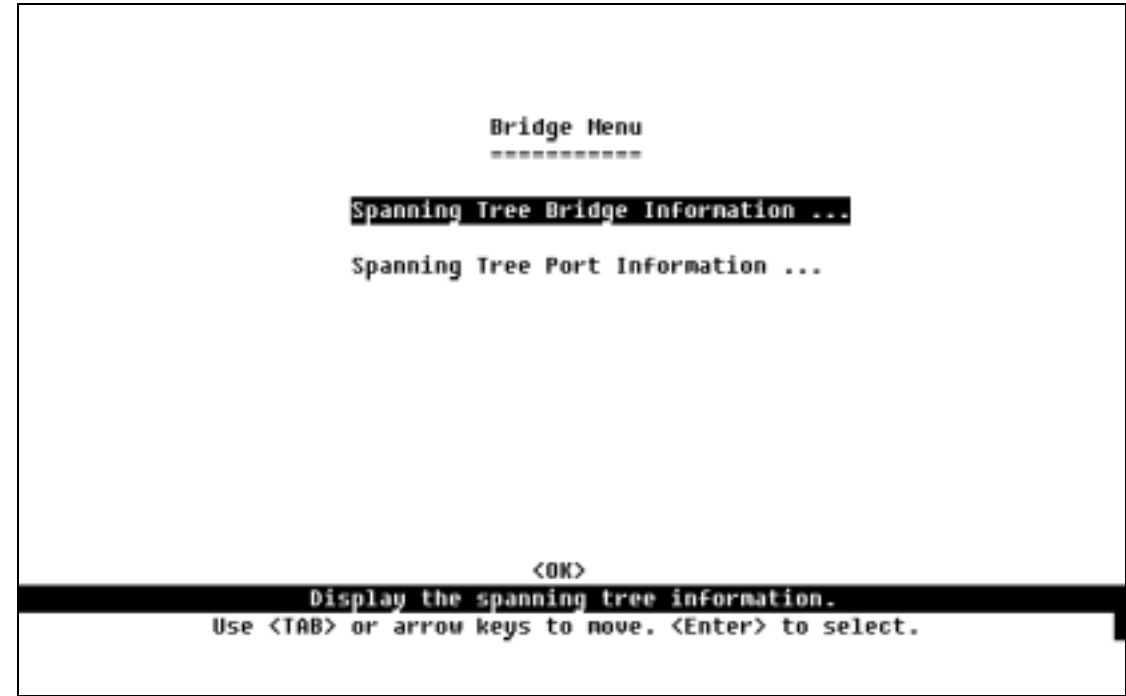 Bridge Menu
===========
Spanning Tree Bridge Information ...
Spanning Tree Port Information ...
<OK>
Display the spanning tree information.
Use <TAB> or arrow keys to move. <Enter> to select.